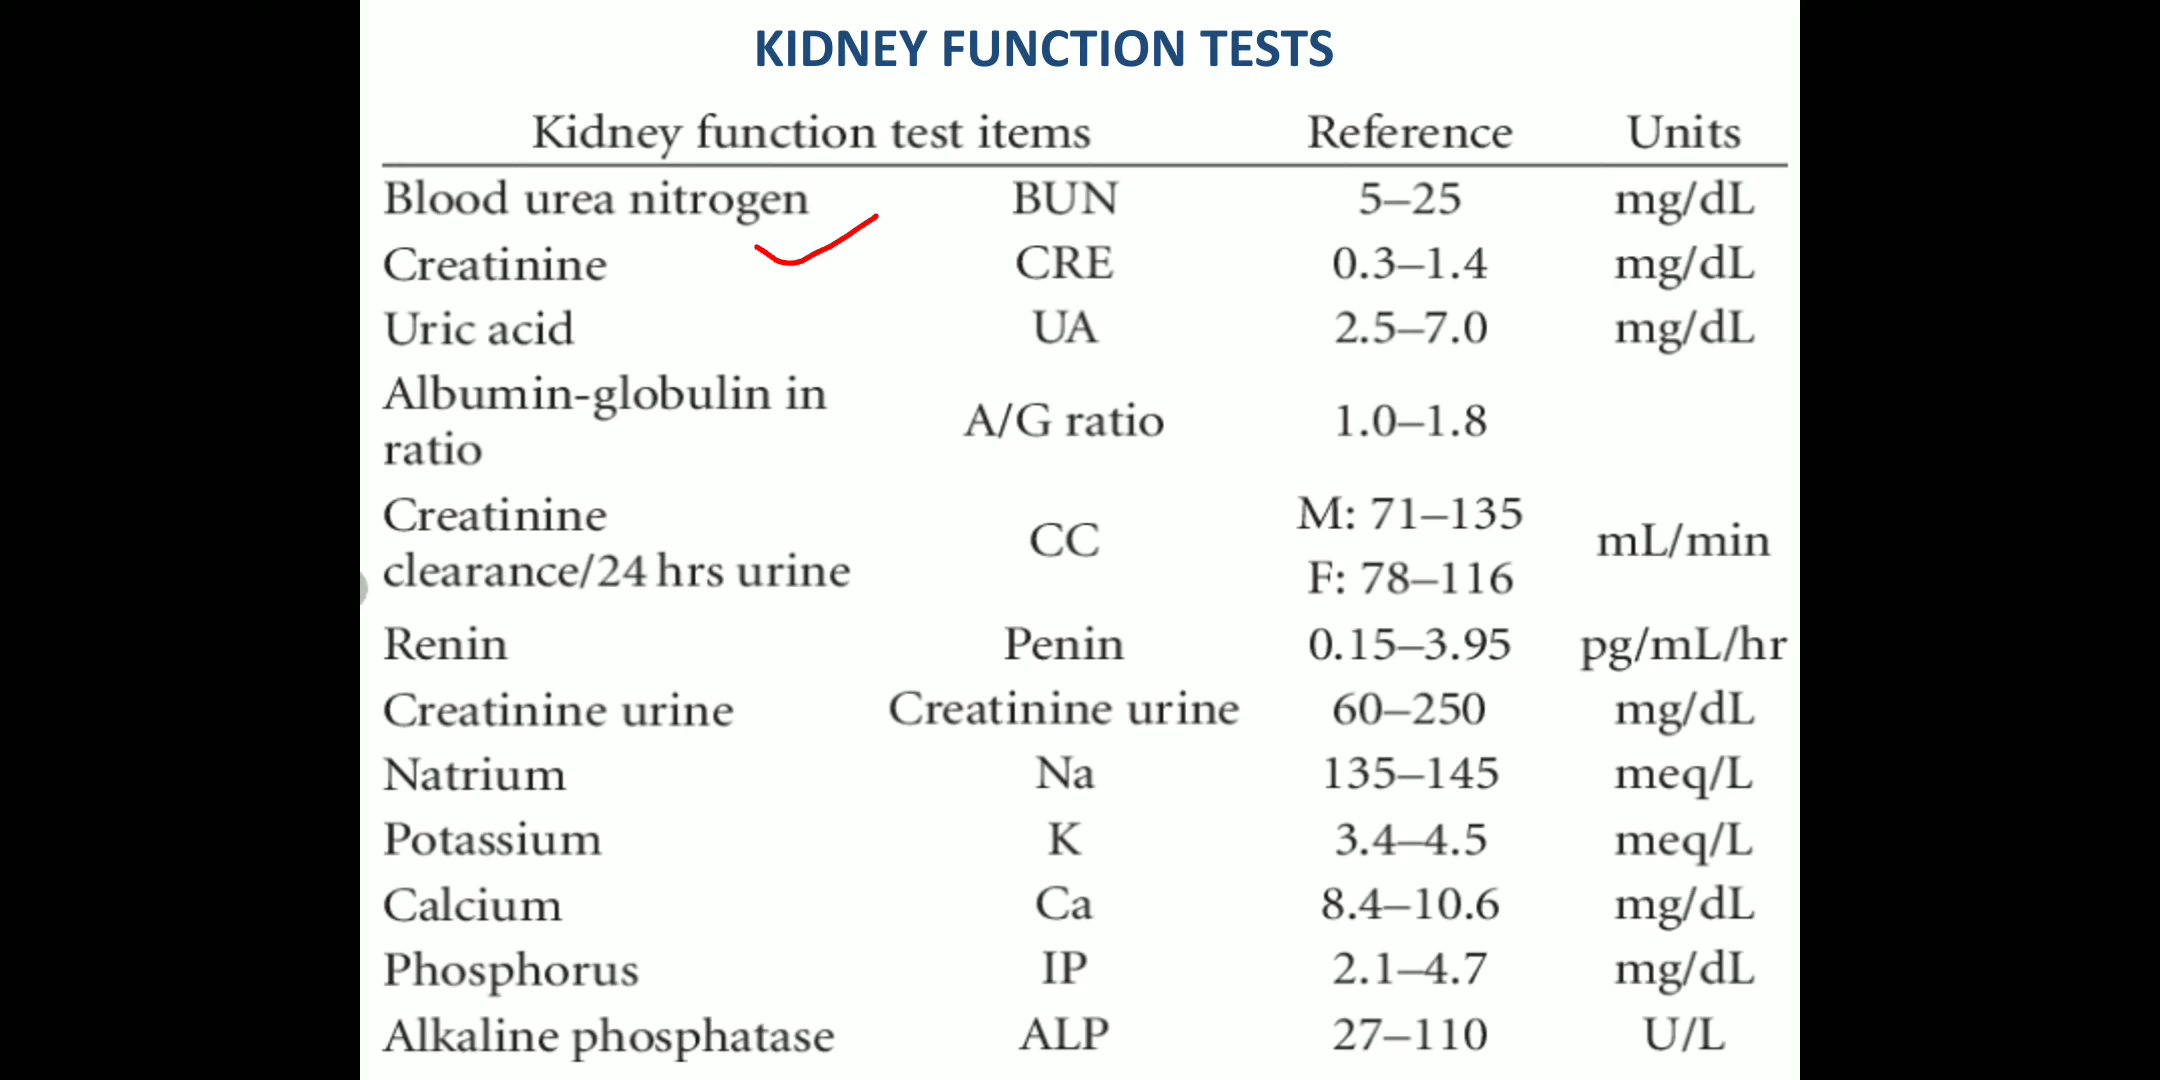 KIDNEY FUNCTION TESTS
Kidney function test items Reference Units
Blood urea nitrogen BUN 5–25 mg/dL
Creatinine CRE 0.3–1.4 mg/dL
Uric acid UA 2.5–7.0 mg/dL
Albumin-globulin in
ratio A/G ratio 1.0–1.8
Creatinine
clearance/24 hrs urine CC M: 71–135
F: 78–116 mL/min
Renin Penin 0.15–3.95 pg/mL/hr
Creatinine urine Creatinine urine 60–250 mg/dL
Natrium Na 135–145 meq/L
Potassium K 3.4–4.5 meq/L
Calcium Ca 8.4–10.6 mg/dL
Phosphorus IP 2.1–4.7 mg/dL
Alkaline phosphatase ALP 27–110 U/L